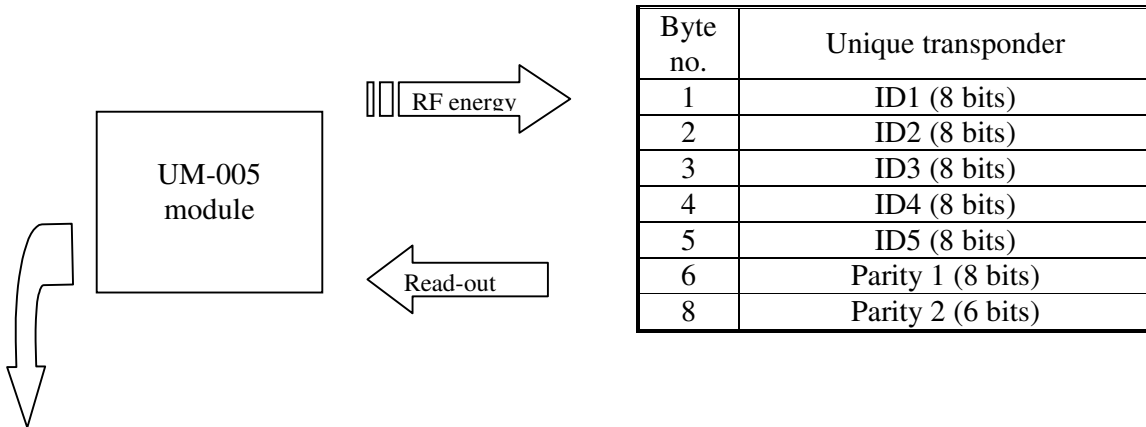 UM-005
module
RF energy
Read-out
Byte no. Unique transponder
1 ID1 (8 bits)
2 ID2 (8 bits)
3 ID3 (8 bits)
4 ID4 (8 bits)
5 ID5 (8 bits)
6 Parity 1 (8 bits)
8 Parity 2 (6 bits)